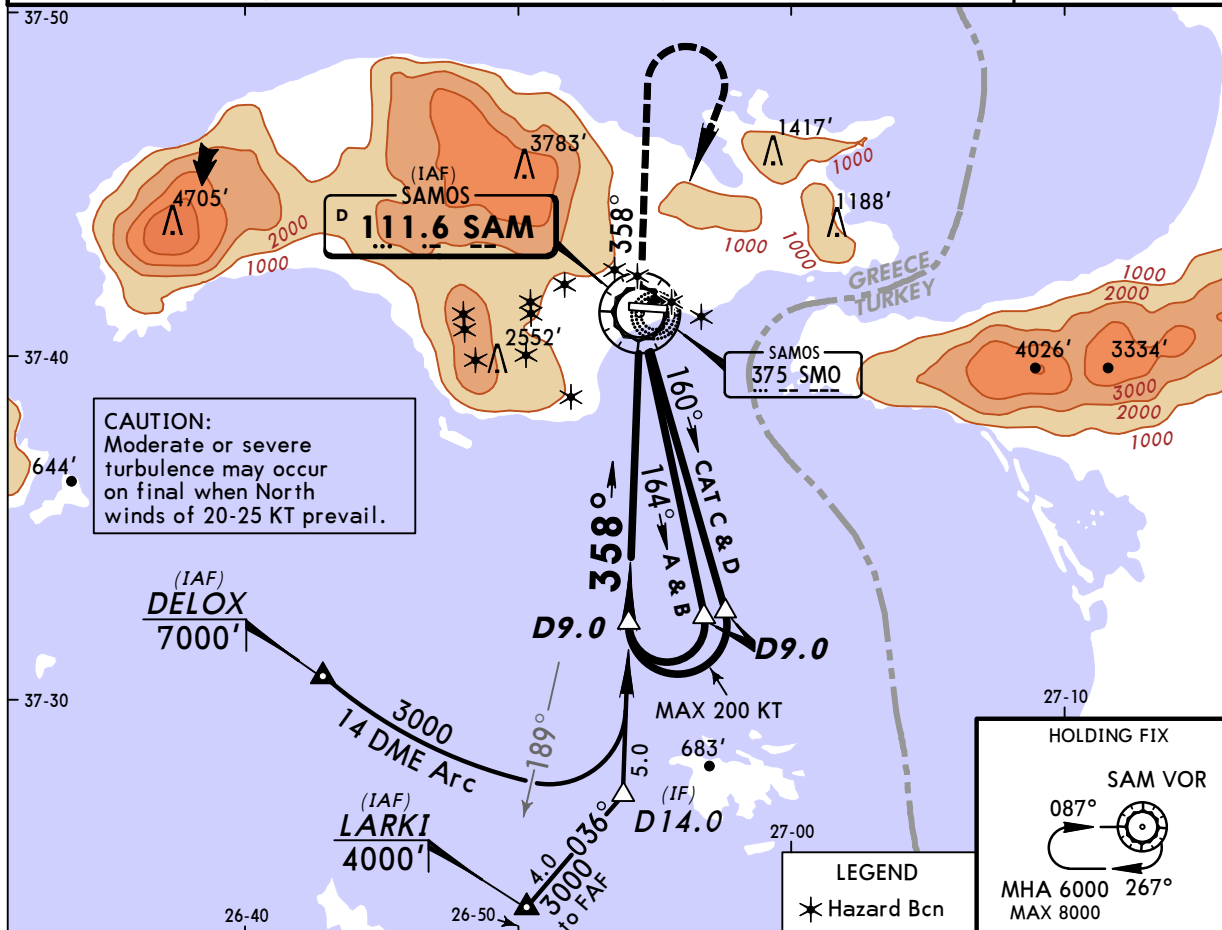 37-50
3783'
1417'
1000
4705'
(IAF)
SAMOS
D 111.6 SAM
358°
1188'
2000
1000
1000
1000
GREECE
TURKEY
1000
2000
2552'
37-40
SAMOS
375 SMO
4026'
3334'
3000
2000
1000
CAUTION:
Moderate or severe
turbulence may occur
on final when North
winds of 20-25 KT prevail.
644'
160° CAT C & D
164° A & B
358°
(IAF)
DELOX
7000'
D9.0
D9.0
37-30
3000
14 DME Arc
189°
MAX 200 KT
683'
5.0
27-10
(IF)
D14.0
(IAF)
LARKI
4000'
036°
4.0
3000
to FAF
26-40
26-50
27-00
HOLDING FIX
SAM VOR
087°
267°
MHA 6000
MAX 8000
LEGEND
Hazard Bcn